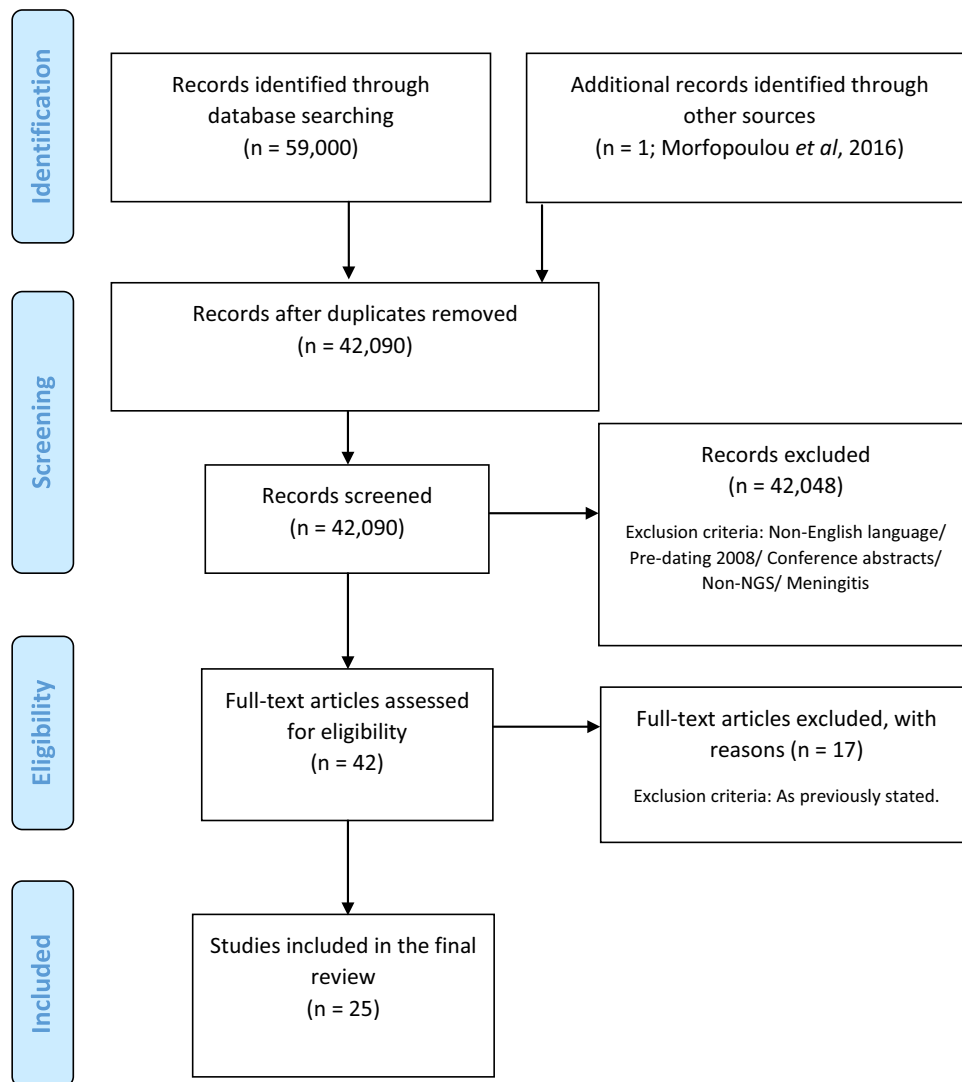 Identification
Records identified through
database searching
(n = 59,000)
Additional records identified through
other sources
(n = 1; Morfopoulou et al, 2016)
Screening
Records after duplicates removed
(n = 42,090)
Records screened
(n = 42,090)
Records excluded
(n = 42,048)
Exclusion criteria: Non-English language/
Pre-dating 2008/ Conference abstracts/
Non-NGS/ Meningitis
Eligibility
Full-text articles assessed
for eligibility
(n = 42)
Full-text articles excluded, with
reasons (n = 17)
Exclusion criteria: As previously stated.
Included
Studies included in the final
review
(n = 25)